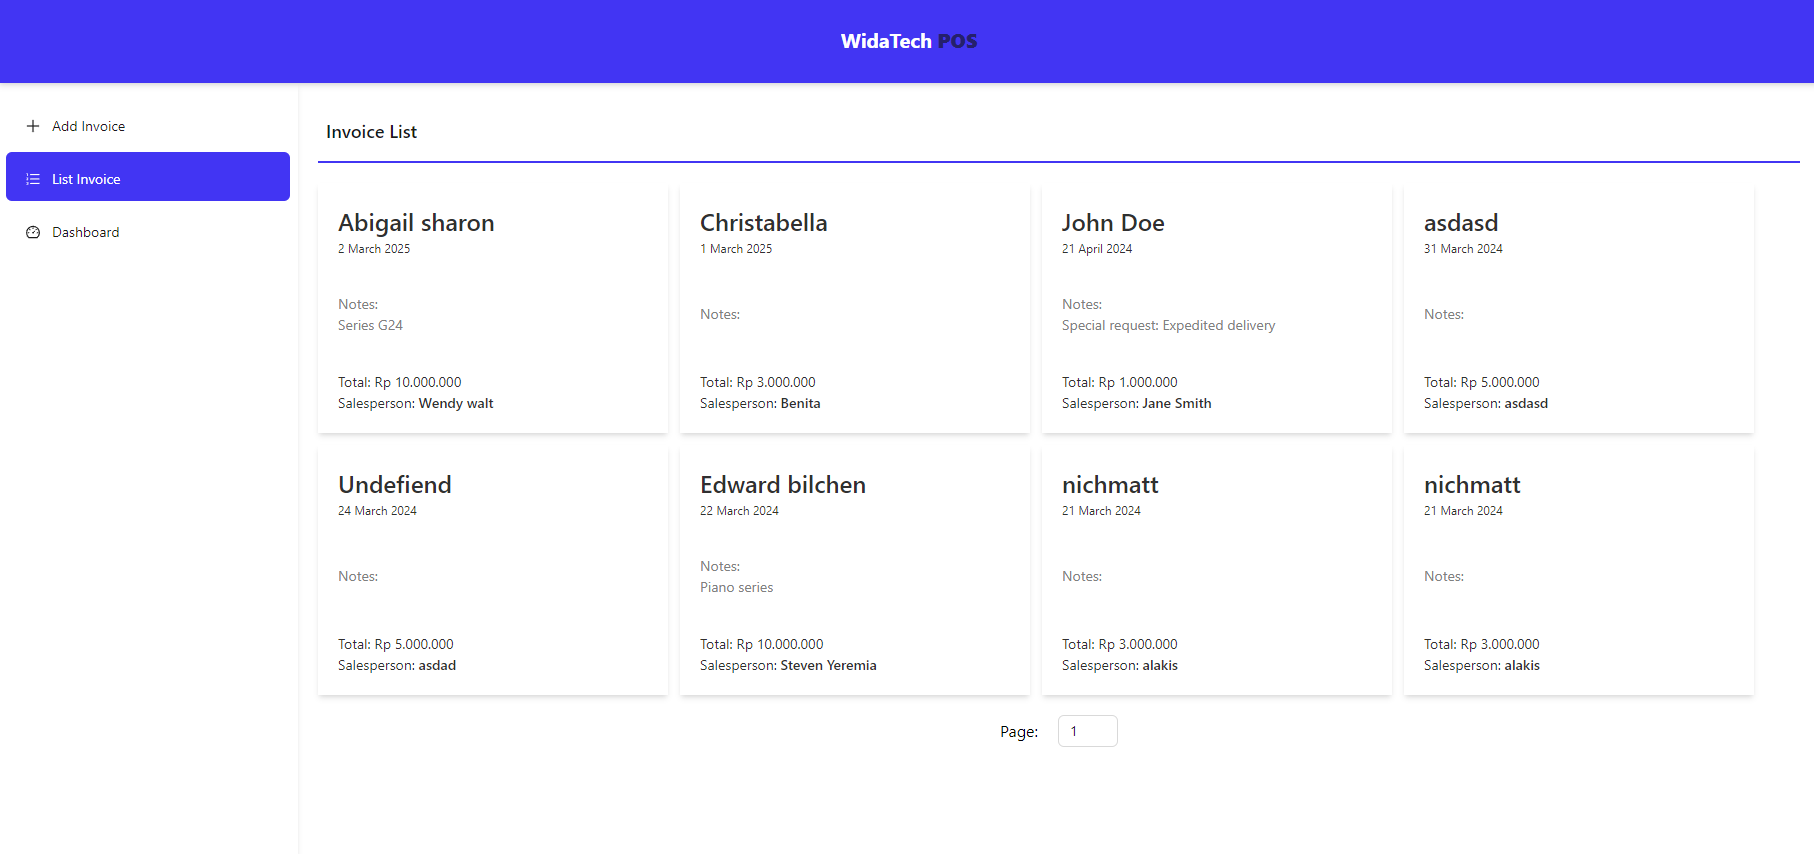 WidaTech POS
Add Invoice
List Invoice
Dashboard
Invoice List
Abigail sharon
2 March 2025
Notes:
Series G24
Total: Rp 10.000.000
Salesperson: Wendy walt
Christabella
1 March 2025
Notes:
Total: Rp 3.000.000
Salesperson: Benita
John Doe
21 April 2024
Notes:
Special request: Expedited delivery
Total: Rp 1.000.000
Salesperson: Jane Smith
asdasd
31 March 2024
Notes:
Total: Rp 5.000.000
Salesperson: asdasd
Undefiend
24 March 2024
Notes:
Total: Rp 5.000.000
Salesperson: asdad
Edward bilchen
22 March 2024
Notes:
Piano series
Total: Rp 10.000.000
Salesperson: Steven Yeremia
nichmatt
21 March 2024
Notes:
Total: Rp 3.000.000
Salesperson: alakis
nichmatt
21 March 2024
Notes:
Total: Rp 3.000.000
Salesperson: alakis
Page: 1